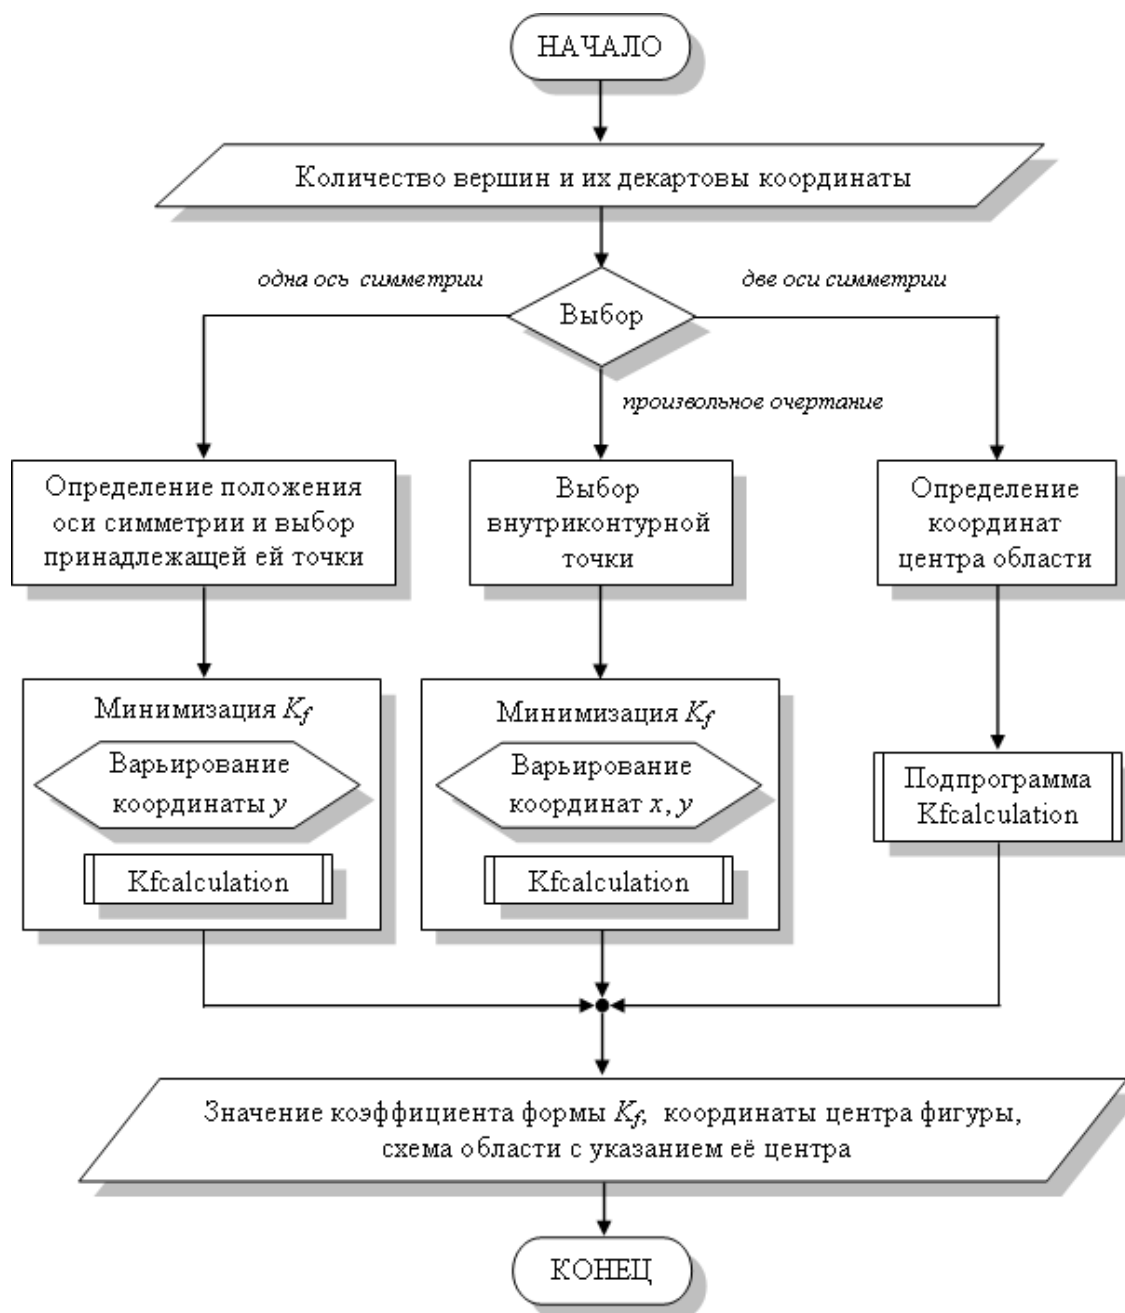 НАЧАЛО
Количество вершин и их декартовы координаты
одна ось симметрии
две оси симметрии
Выбор
произвольное очертание
Определение положения
оси симметрии и выбор
принадлежащей ей точки
Выбор
внутриконтурной
точки
Определение
координат
центра области
Минимизация Kf
Варьирование
координаты y
Kfcalculation
Минимизация Kf
Варьирование
координат x, y
Kfcalculation
Подпрограмма
Kfcalculation
Значение коэффициента формы Kf, координаты центра фигуры,
схема области с указанием её центра
КОНЕЦ